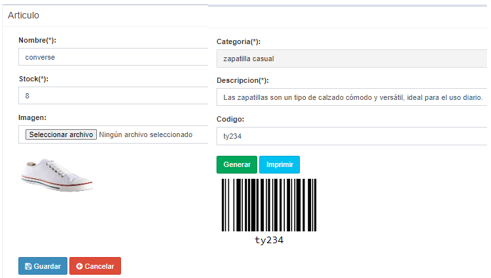 Articulo
Nombre(*):
converse
Stock(*):
8
Imagen:
Seleccionar archivo Ningún archivo seleccionado
Categoria(*):
zapatilla casual
Descripcion(*):
Las zapatillas son un tipo de calzado cómodo y versátil, ideal para el uso diario.
Codigo:
ty234
Generar Imprimir
ty234
Guardar Cancelar